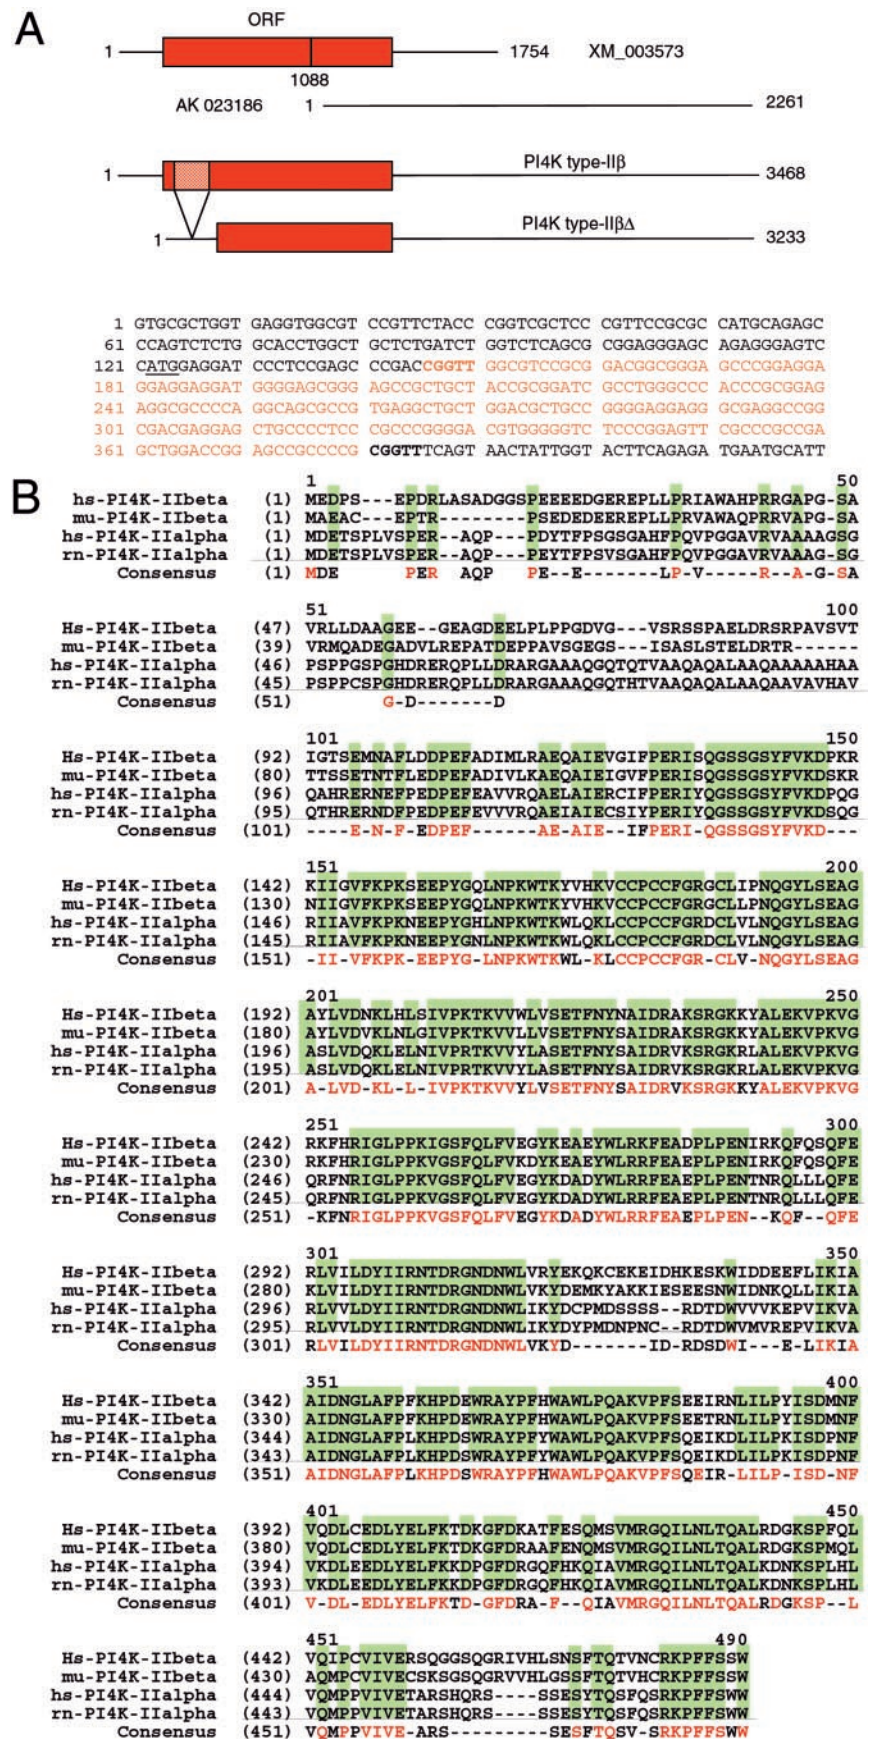 A
ORF
1 1754 XM_003573
1088
AK 023186 1 2261
1 PI4K type-IIβ 3468
1 PI4K type-IIβΔ 3233
1 GTGCGCTGGT GAGGTGGCGT CCGTTCTACC CGGTCGCTCC CGTTCCGCGC CATGCAGAGC
61 CCAGTCTCTG GCACCTGGCT GCTCTGATCT GGTCTCAGCG CGGAGGGAGC AGAGGGAGTC
121 CATGGAGGAT CCCTCCGAGC CCGACCGGTT GGCGTCCGCG GACGGCGGGA GCCCGGAGGA
181 GGAGGAGGAT GGGGAGCGGG AGCCGCTGCT ACCGCGGATC GCCTGGGCCC ACCCGCGGAG
241 AGGCGCCCCA GGCAGCGCCG TGAGGCTGCT GGACGCTGCC GGGGAGGAGG GCGAGGCCGG
301 CGACGAGGAG CTGCCCCTCC CGCCCGGGGA CGTGGGGGTC TCCCGGAGTT CGCCCGCCGA
361 GCTGGACCGG AGCCGCCCCG CGGTTTCAGT AACTATTGGT ACTTCAGAGA TGAATGCATT
B
1 50
hs-PI4K-IIbeta (1) MEDPS---EPDRLASADGGSPEEEEDGEREPLLPRIAWAHPRRGAPG-SA
mu-PI4K-IIbeta (1) MAEAC---EPTR--------PSEDEDEEREPLLPRVAWAQPRRVAPG-SA
hs-PI4K-IIalpha (1) MDETSPLVSPER--AQP--PDYTFPSGSGAHFPQVPGGAVRVAAAAGSG
rn-PI4K-IIalpha (1) MDETSPLVSPER--AQP--PEYTFPSVSGAHFPQVPGGAVRVAAAG-SG
Consensus (1) MDE PER AQP PE--E------LP-V-----R--A-G-SA
51 100
Hs-PI4K-IIbeta (47) VRLLDAAGEE--GEAGDEELPLPPGDVG---VSRSSPAELDRSRPAVSVT
mu-PI4K-IIbeta (39) VRMQADEGADVLREPATDEPPAVSGEGS---ISASLSTELDRTR------
hs-PI4K-IIalpha (46) PSPPGSPGHDRERQPLLDRARGAAAQGQTQTVAAQAQALAAQAAAAAHAA
rn-PI4K-IIalpha (45) PSPPCSPGHDRERQPLLDRARGAAAQGQTHTVAAQAQALAAQAAVAVHAV
Consensus (51) G-D-------D
101 150
Hs-PI4K-IIbeta (92) IGTSEMNAFLDDPEFADIMLRAEQAIEVGIFPERISQGSSGSYFVKDPKR
mu-PI4K-IIbeta (80) TTSSETNTFLEDPEFADIVLKAEQAIEIGVFPERISQGSSGSYFVKDSKR
hs-PI4K-IIalpha (96) QAHRERNEFPEDPEFEAVVRQAELAIERCIFPERIYQGSSGSYFVKDPQG
rn-PI4K-IIalpha (95) QTHRERNDFPEDPEFEVVVRQAELAIECSIYPERIYQGSSGSYFVKDSQG
Consensus (101) ----E-N-F-EDPEF------AE-AIE--IFPERI-QGSSGSYFVKD---
151 200
Hs-PI4K-IIbeta (142) KIIGVFKPKSEEPYGQLNPKWTKYVHKVCCPCCFGRGCLIPNQGYLSEAG
mu-PI4K-IIbeta (130) NIIGVFKPKSEEPYGQLNPKWTKYVHKVCCPCCFGRGCLLPNQGYLSEAG
hs-PI4K-IIalpha (146) RIIAVFKPKNEEPYGHLNPKWTKWLQKLCCPCCFGRDCLVLNQGYLSEAG
rn-PI4K-IIalpha (145) RIIAVFKPKNEEPYGNLNPKWTKWLQKLCCPCCFGRDCLVLNQGYLSEAG
Consensus (151) -II-VFKPK-EEPYG-LNPKWTKWL-KLCCPCCFGR-CLV-NQGYLSEAG
201 250
Hs-PI4K-IIbeta (192) AYLVDNKLHLSIVPKTKVVWLVSETFNYNAIDRAKSRGKKYALEKVPKVG
mu-PI4K-IIbeta (180) AYLVDVKLNLGIVPKTKVVLLVSETFNYSAIDRAKSRGKKYALEKVPKVG
hs-PI4K-IIalpha (196) ASLVDQKLELNIVPRTKVVYLASETFNYSAIDRVKSRGKRLALEKVPKVG
rn-PI4K-IIalpha (195) ASLVDQKLELNIVPRTKVVYLASETFNYSAIDRVKSRGKRLALEKVPKVG
Consensus (201) A-LVD-KL-L-IVPKTKVVYLVSETFNYSAIDRVKSRGKKYALEKVPKVG
251 300
Hs-PI4K-IIbeta (242) RKFHRIGLPPKIGSFQLFVEGYKEAEYWLRKFEADPLPENIRKQFQSQFE
mu-PI4K-IIbeta (230) RKFHRIGLPPKVGSFQLFVKDYKEAEYWLRRFEAEPLPENIRKQFQSQFE
hs-PI4K-IIalpha (246) QRFNRIGLPPKVGSFQLFVEGYKDADYWLRRFEAEPLPENTNRQLLLQFE
rn-PI4K-IIalpha (245) QRFNRIGLPPKVGSFQLFVEGYKDADYWLRRFEAEPLPENTNRQLLLQFE
Consensus (251) -KFNRIGLPPKVGSFQLFVEGYKDADYWLRRFEAEPLPEN--KQF--QFE
301 350
Hs-PI4K-IIbeta (292) RLVILDYIIRNTDRGNDNWLVRYEKQKCEKEIDHKESKWIDDEEFLIKIA
mu-PI4K-IIbeta (280) KLVILDYIIRNTDRGNDNWLVKYDEMKYAKKIESEESNWIDNKQLLIKIA
hs-PI4K-IIalpha (296) RLVVLDYIIRNTDRGNDNWLIKYDCPMDSSSS--RDTDWVVVKEPVIKVA
rn-PI4K-IIalpha (295) RLVVLDYIIRNTDRGNDNWLIKYDYPMDNPNC--RDTDWVMVREPVIKVA
Consensus (301) RLVILDYIIRNTDRGNDNWLVKYD-------ID-RDSDWI---E-LIKIA
351 400
Hs-PI4K-IIbeta (342) AIDNGLAFPFKHPDEWRAYPFHWAWLPQAKVPFSEEIRNLILPYISDMNF
mu-PI4K-IIbeta (330) AIDNGLAFPFKHPDEWRAYPFHWAWLPQAKVPFSEETRNLILPYISDMNF
hs-PI4K-IIalpha (344) AIDNGLAFPLKHPDSWRAYPFYWAWLPQAKVPFSQEIKDLILPKISDPNF
rn-PI4K-IIalpha (343) AIDNGLAFPLKHPDSWRAYPFYWAWLPQAKVPFSQEIKDLILPKISDPNF
Consensus (351) AIDNGLAFPLKHPDSWRAYPFHWAWLPQAKVPFSQEIR-LILP-ISD-NF
401 450
Hs-PI4K-IIbeta (392) VQDLCEDLYELFKTDKGFDKATFESQMSVMRGQILNLTQALRDGKSPFQL
mu-PI4K-IIbeta (380) VQDLCEDLYELFKTDKGFDRAAFENQMSVMRGQILNLTQALRDGKSPMQL
hs-PI4K-IIalpha (394) VKDLEEDLYELFKKDPGFDRGQFHKQIAVMRGQILNLTQALKDNKSPLHL
rn-PI4K-IIalpha (393) VKDLEEDLYELFKKDPGFDRGQFHKQIAVMRGQILNLTQALKDNKSPLHL
Consensus (401) V-DL-EDLYELFKTD-GFDRA-F--QIAVMRGQILNLTQALRDGKSP--L
451 490
Hs-PI4K-IIbeta (442) VQIPCVIVERSQGGSQGRIVHLSNSFTQTVNCRKPFFSSW
mu-PI4K-IIbeta (430) AQMPCVIVECSKSGSQGRVVHLGSSFTQTVHCRKPFFSSW
hs-PI4K-IIalpha (444) VQMPPVIVETARSHQRS----SSESYTQSFQSRKPFFSWW
rn-PI4K-IIalpha (443) VQMPPVIVETARSHQRS----SSESYTQSFQSRKPFFSWW
Consensus (451) VQMPPVIVE-ARS---------SESFTQSV-SRKPFFSWW